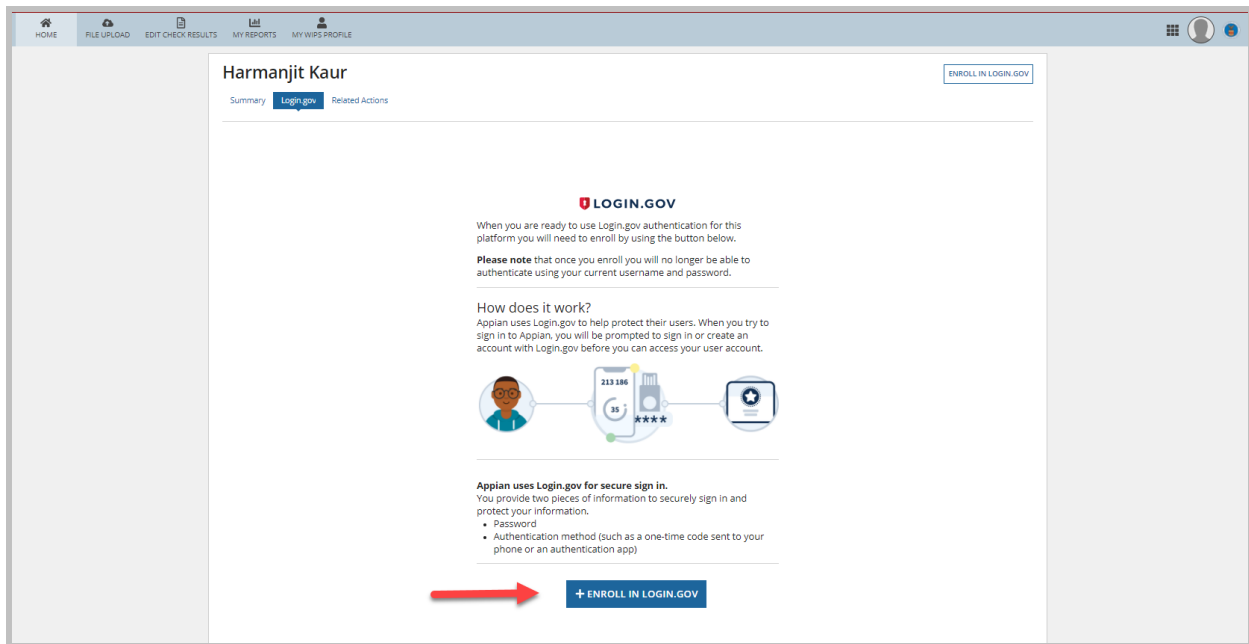 HOME
FILE UPLOAD
EDIT CHECK RESULTS
MY REPORTS
MY WIPS PROFILE
Harmanjit Kaur
ENROLL IN LOGIN.GOV
Summary
Login.gov
Related Actions
LOGIN.GOV
When you are ready to use Login.gov authentication for this
platform you will need to enroll by using the button below.
Please note that once you enroll you will no longer be able to
authenticate using your current username and password.
How does it work?
Appian uses Login.gov to help protect their users. When you try to
sign in to Appian, you will be prompted to sign in or create an
account with Login.gov before you can access your user account.
213 186
35
****
Appian uses Login.gov for secure sign in.
You provide two pieces of information to securely sign in and
protect your information.
• Password
• Authentication method (such as a one-time code sent to your
phone or an authentication app)
+ ENROLL IN LOGIN.GOV